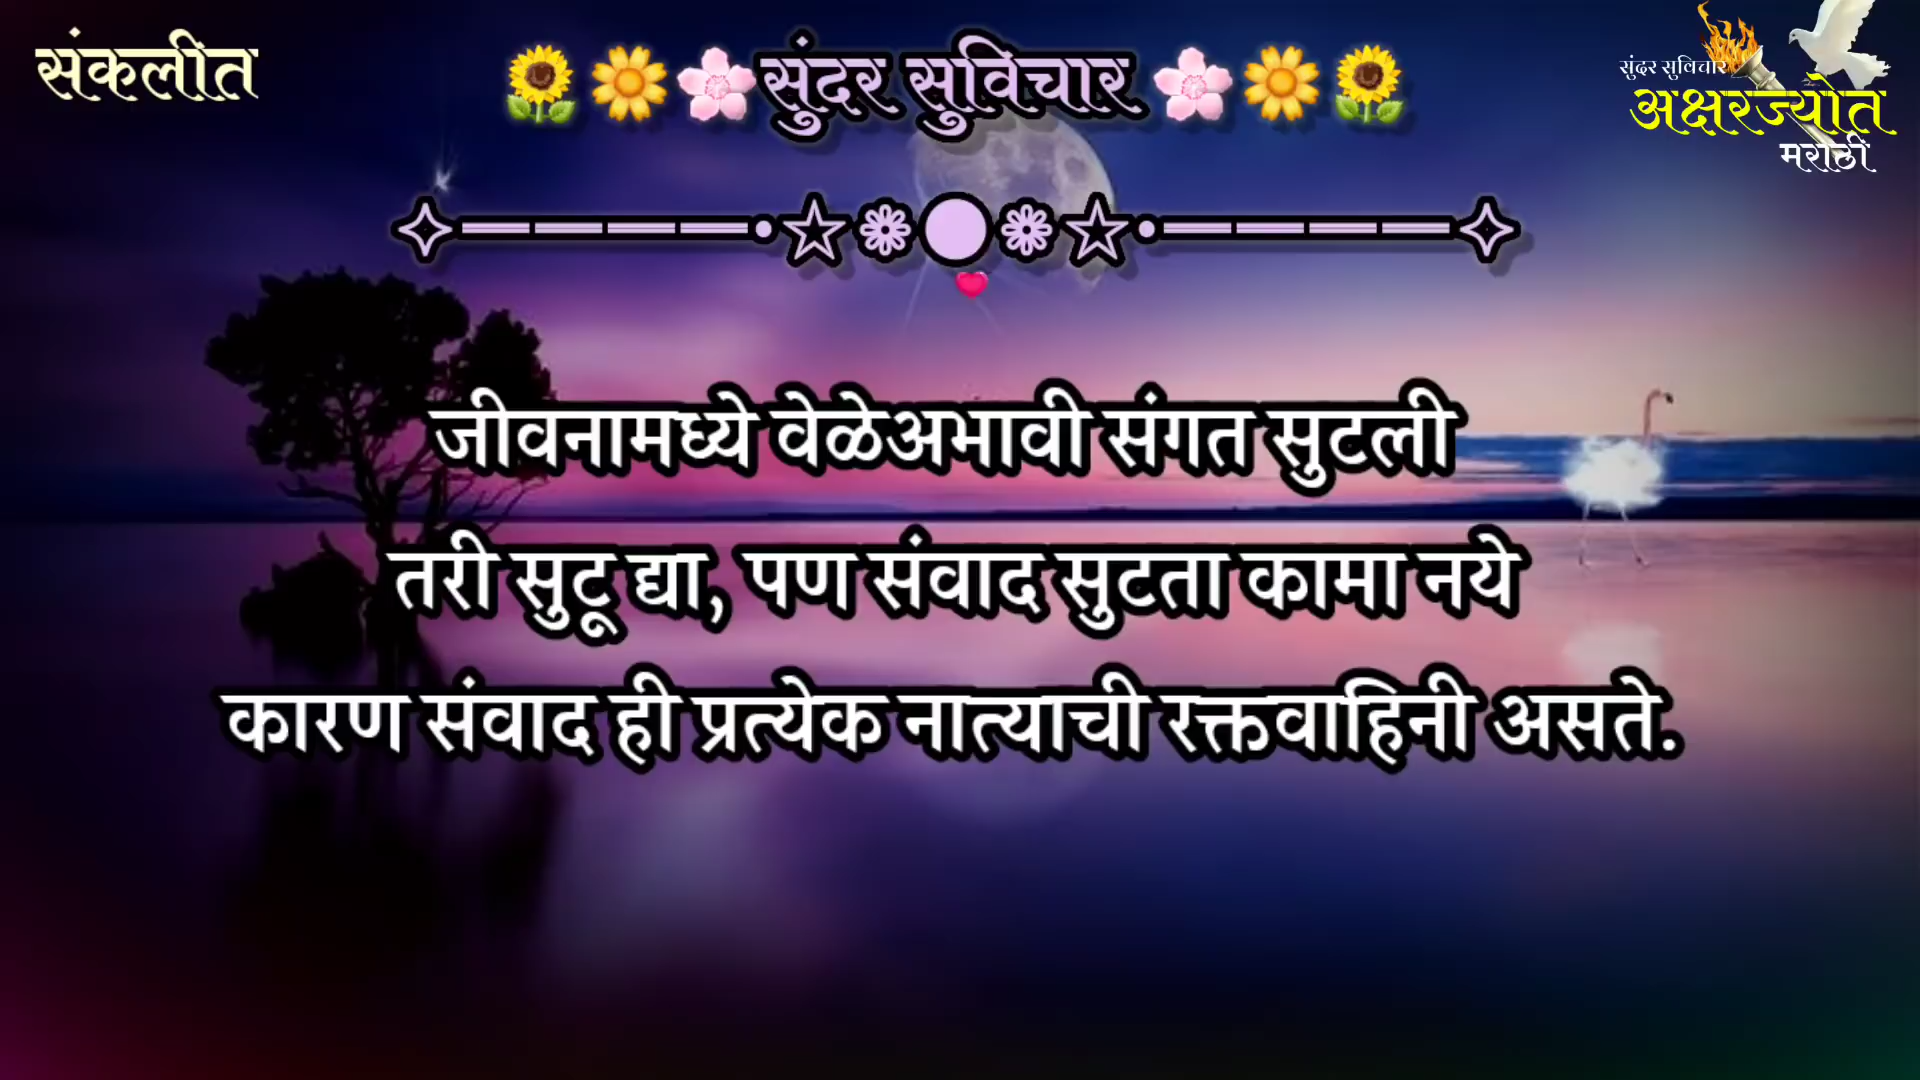 संकलीत
🌻🌼🌸सुंदर सुविचार🌸🌼🌻
सुंदर सुविचार
अक्षरज्योत
मराठी
जीवनामध्ये वेळेअभावी संगत सुटली
तरी सुटू द्या, पण संवाद सुटता कामा नये
कारण संवाद ही प्रत्येक नात्याची रक्तवाहिनी असते.